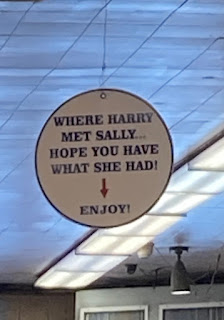 WHERE HARRY
MET SALLY...
HOPE YOU HAVE
WHAT SHE HAD!
ENJOY!